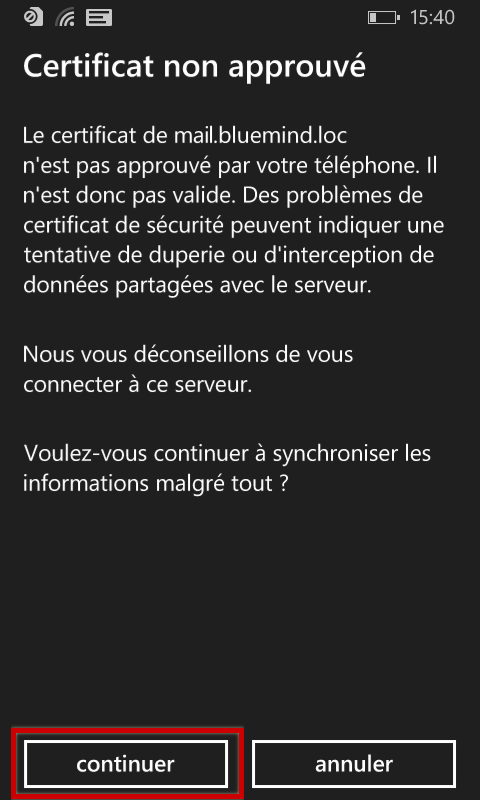 15:40
Certificat non approuvé
Le certificat de mail.bluemind.loc
n'est pas approuvé par votre téléphone. Il
n'est donc pas valide. Des problèmes de
certificat de sécurité peuvent indiquer une
tentative de duperie ou d'interception de
données partagées avec le serveur.
Nous vous déconseillons de vous
connecter à ce serveur.
Voulez-vous continuer à synchroniser les
informations malgré tout ?
continuer
annuler